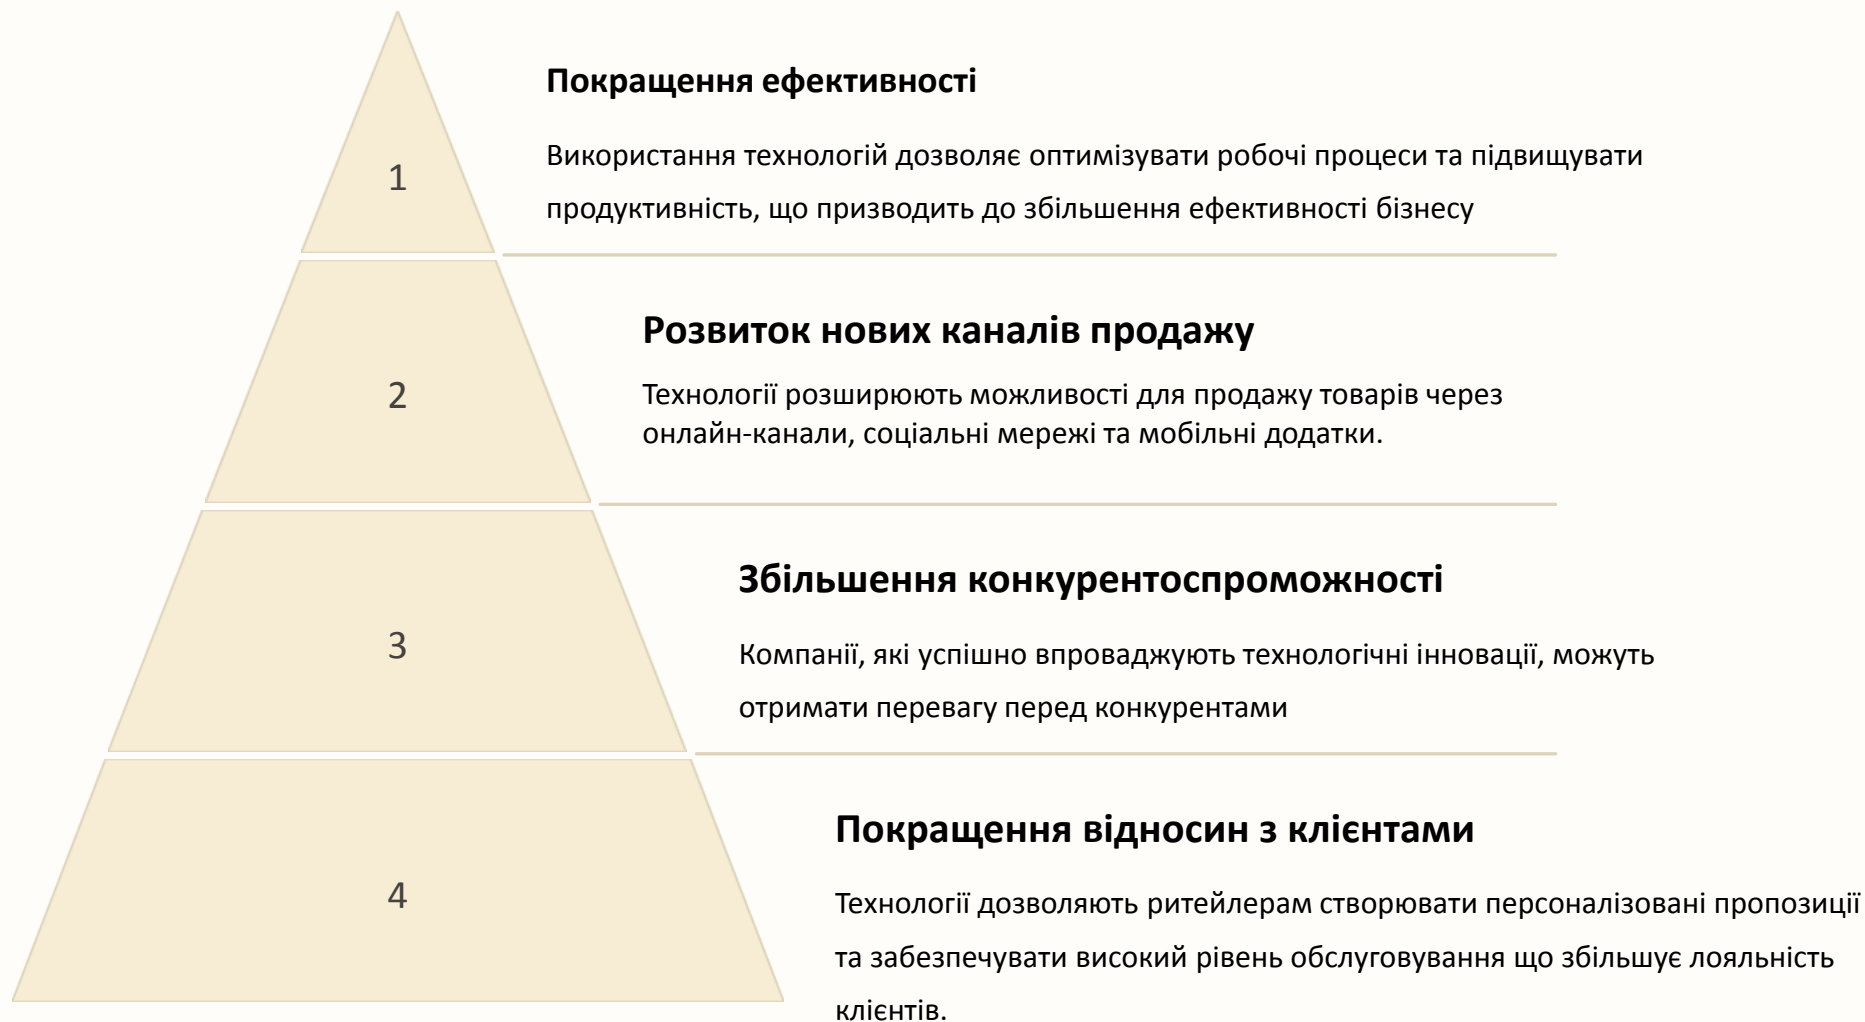 Покращення ефективності
1
Використання технологій дозволяє оптимізувати робочі процеси та підвищувати
продуктивність, що призводить до збільшення ефективності бізнесу
Розвиток нових каналів продажу
2
Технології розширюють можливості для продажу товарів через
онлайн-канали, соціальні мережі та мобільні додатки.
Збільшення конкурентоспроможності
3
Компанії, які успішно впроваджують технологічні інновації, можуть
отримати перевагу перед конкурентами
Покращення відносин з клієнтами
4
Технології дозволяють ритейлерам створювати персоналізовані пропозиції
та забезпечувати високий рівень обслуговування що збільшує лояльність
клієнтів.